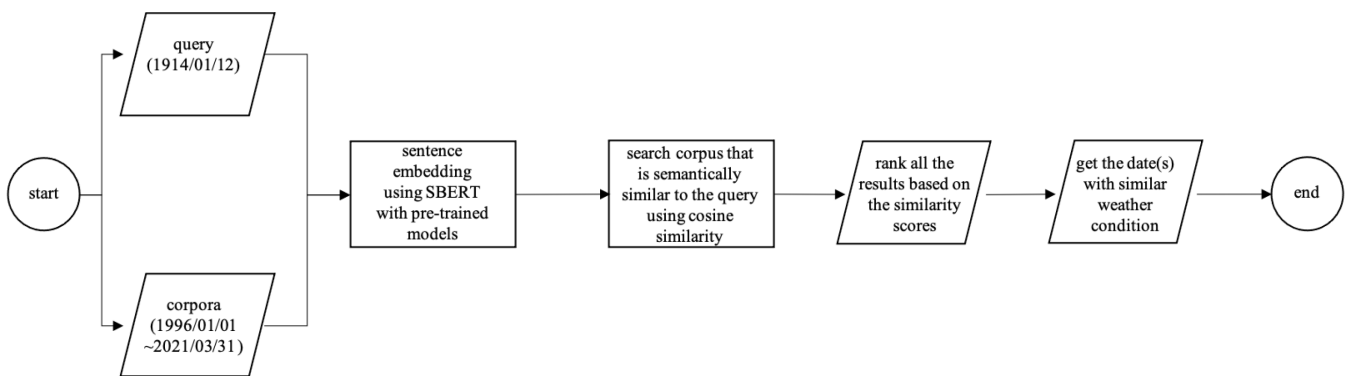 start
query
(1914/01/12)
corpora
(1996/01/01
~2021/03/31)
sentence
embedding
using SBERT
with pre-trained
models
search corpus that
is semantically
similar to the query
using cosine
similarity
rank all the
results based on
the similarity
scores
get the date(s)
with similar
weather
condition
end